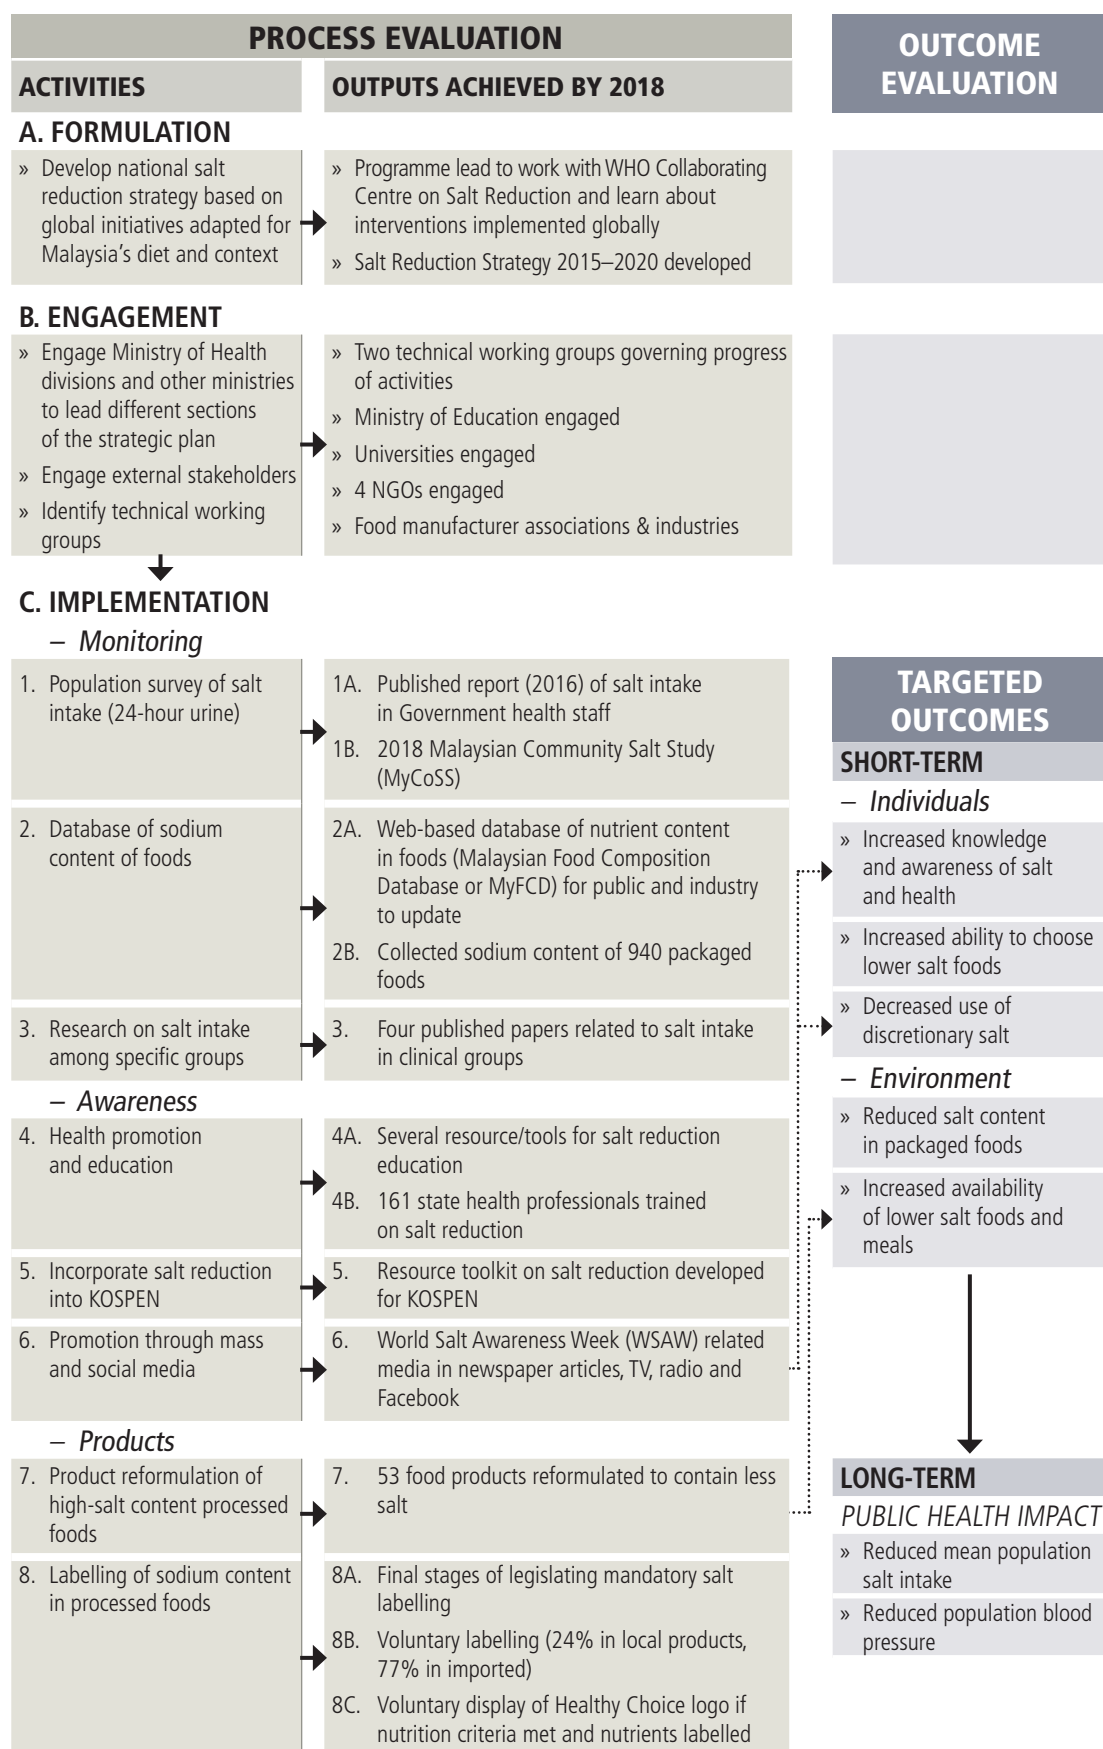 PROCESS EVALUATION
ACTIVITIES
OUTPUTS ACHIEVED BY 2018
OUTCOME
EVALUATION
A. FORMULATION
» Develop national salt
reduction strategy based on
global initiatives adapted for
Malaysia's diet and context
» Programme lead to work with WHO Collaborating
Centre on Salt Reduction and learn about
interventions implemented globally
» Salt Reduction Strategy 2015–2020 developed
B. ENGAGEMENT
» Engage Ministry of Health
divisions and other ministries
to lead different sections
of the strategic plan
» Engage external stakeholders
» Identify technical working
groups
» Two technical working groups governing progress
of activities
» Ministry of Education engaged
» Universities engaged
» 4 NGOs engaged
» Food manufacturer associations & industries
C. IMPLEMENTATION
– Monitoring
1. Population survey of salt
intake (24-hour urine)
1A. Published report (2016) of salt intake
in Government health staff
1B. 2018 Malaysian Community Salt Study
(MyCoSS)
2. Database of sodium
content of foods
2A. Web-based database of nutrient content
in foods (Malaysian Food Composition
Database or MyFCD) for public and industry
to update
2B. Collected sodium content of 940 packaged
foods
3. Research on salt intake
among specific groups
3. Four published papers related to salt intake
in clinical groups
– Awareness
4. Health promotion
and education
4A. Several resource/tools for salt reduction
education
4B. 161 state health professionals trained
on salt reduction
5. Incorporate salt reduction
into KOSPEN
5. Resource toolkit on salt reduction developed
for KOSPEN
6. Promotion through mass
and social media
6. World Salt Awareness Week (WSAW) related
media in newspaper articles, TV, radio and
Facebook
– Products
7. Product reformulation of
high-salt content processed
foods
7. 53 food products reformulated to contain less
salt
8. Labelling of sodium content
in processed foods
8A. Final stages of legislating mandatory salt
labelling
8B. Voluntary labelling (24% in local products,
77% in imported)
8C. Voluntary display of Healthy Choice logo if
nutrition criteria met and nutrients labelled
TARGETED
OUTCOMES
SHORT-TERM
– Individuals
» Increased knowledge
and awareness of salt
and health
» Increased ability to choose
lower salt foods
» Decreased use of
discretionary salt
– Environment
» Reduced salt content
in packaged foods
» Increased availability
of lower salt foods and
meals
LONG-TERM
PUBLIC HEALTH IMPACT
» Reduced mean population
salt intake
» Reduced population blood
pressure